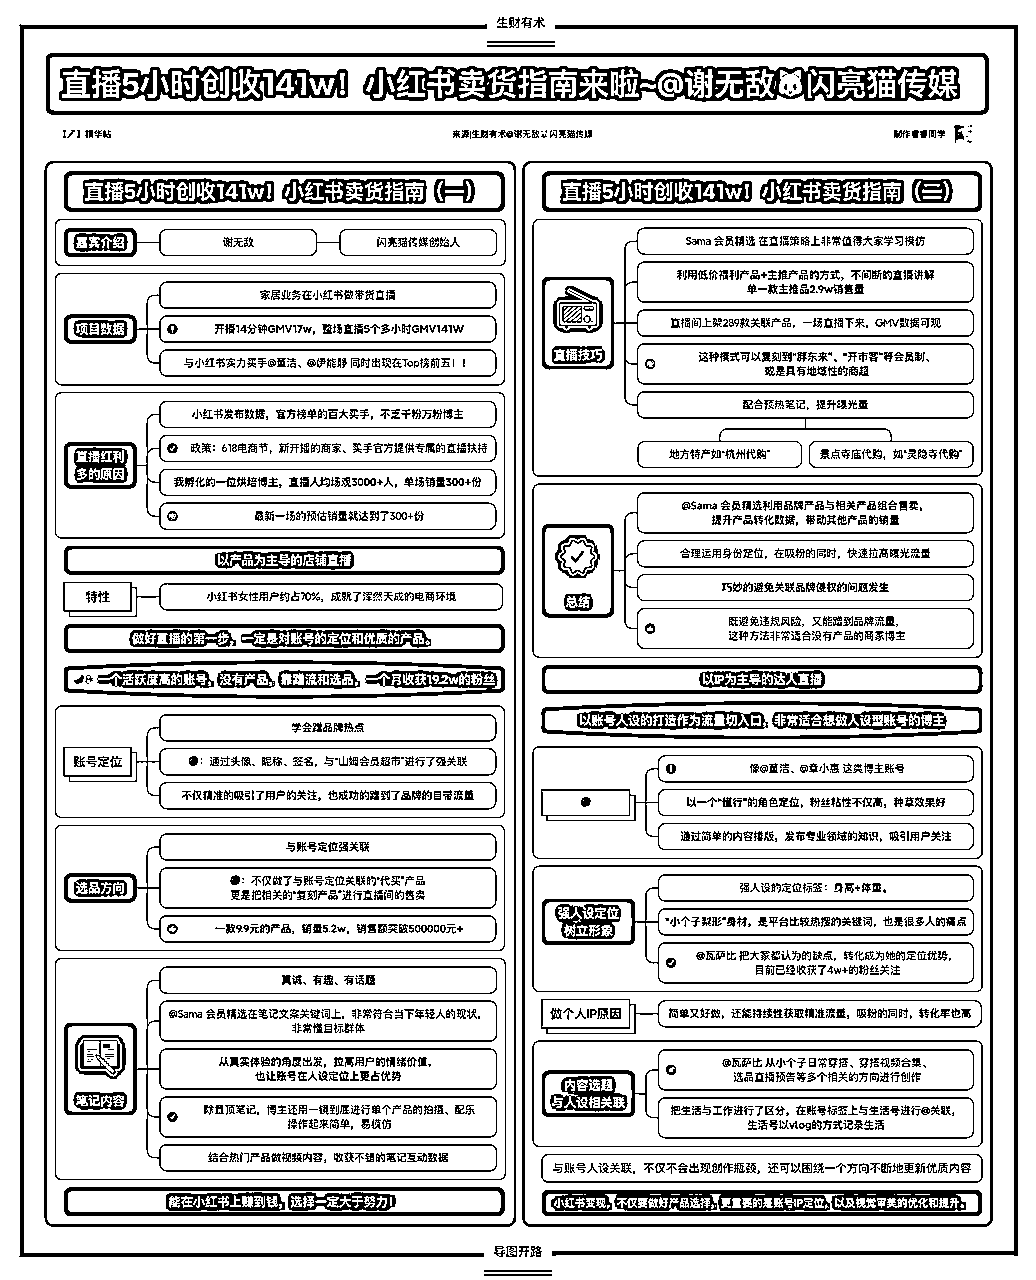 生财有术
直播5小时创收141w！小红书卖货指南来啦~@谢无敌闪亮猫传媒
【/】精华帖
来源|生财有术@谢无敌闪亮猫传媒
制作者睿同学
直播5小时创收141w！小红书卖货指南（一）
嘉宾介绍
谢无敌
闪亮猫传媒创始人
项目数据
家居业务在小红书做带货直播
开播14分钟GMV17w，整场直播5个多小时GMV141W
与小红书实力买手@董洁、@伊能静 同时出现在Top榜前五！！
直播红利
多的原因
小红书发布数据，官方榜单的百大买手，不乏千粉万粉博主
政策：618电商节，新开播的商家、买手官方提供专属的直播扶持
我孵化的一位烘培博主，直播人均场观3000+人，单场销量300+份
最新一场的预估销量就达到了300+份
以产品为主导的店铺直播
特性
小红书女性用户约占70%，成就了浑然天成的电商环境
做好直播的第一步，一定是对账号的定位和优质的产品。
一个活跃度高的账号，没有产品，靠蹭流和选品，一个月收获19.2w的粉丝
账号定位
学会蹭品牌热点
：通过头像、昵称、签名，与“山姆会员超市”进行了强关联
不仅精准的吸引了用户的关注，也成功的蹭到了品牌的自带流量
选品方向
与账号定位强关联
：不仅做了与账号定位关联的“代买”产品
更是把相关的“复刻产品”进行直播间的售卖
一款9.9元的产品，销量5.2w，销售额突破500000元+
笔记内容
真诚、有趣、有话题
@Sama 会员精选在笔记文案关键词上，非常符合当下年轻人的现状，
非常懂目标群体
从真实体验的角度出发，拉高用户的情绪价值，
也让账号在人设定位上更占优势
除置顶笔记，博主还用一镜到底进行单个产品的拍摄、配乐
操作起来简单，易模仿
结合热门产品做视频内容，收获不错的笔记互动数据
能在小红书上赚到钱，选择一定大于努力！
直播5小时创收141w！小红书卖货指南（二）
直播技巧
Sama 会员精选 在直播策略上非常值得大家学习模仿
利用低价福利产品+主推产品的方式，不间断的直播讲解
单一款主推品2.9w销售量
直播间上架289款关联产品，一场直播下来，GMV数据可观
这种模式可以复刻到“胖东来”、“开市客”等会员制、
或是具有地域性的商超
配合预热笔记，提升曝光量
地方特产如“杭州代购”
景点寺庙代购，如“灵隐寺代购”
总结
@Sama 会员精选利用品牌产品与相关产品组合售卖，
提升产品转化数据，带动其他产品的销量
合理运用身份定位，在吸粉的同时，快速拉高曝光流量
巧妙的避免关联品牌侵权的问题发生
既避免违规风险，又能蹭到品牌流量，
这种方法非常适合没有产品的商家博主
以IP为主导的达人直播
以账号人设的打造作为流量切入口，非常适合想做人设型账号的博主
像@董洁、@章小蕙 这类博主账号
以一个“懂行”的角色定位，粉丝粘性不仅高，种草效果好
通过简单的内容排版，发布专业领域的知识，吸引用户关注
强人设定位
树立形象
强人设的定位标签：身高+体重。
“小个子梨形”身材，是平台比较热搜的关键词，也是很多人的痛点
@瓦萨比 把大家都认为的缺点，转化成为她的定位优势，
目前已经收获了4w+的粉丝关注
做个人IP原因
简单又好做，还能持续性获取精准流量，吸粉的同时，转化率也高
内容选题
与人设相关联
@瓦萨比 从小个子日常穿搭、穿搭视频合集、
选品直播预告等多个相关的方向进行创作
把生活与工作进行了区分，在账号标签上与生活号进行@关联，
生活号以vlog的方式记录生活
与账号人设关联，不仅不会出现创作瓶颈，还可以围绕一个方向不断地更新优质内容
小红书变现，不仅要做好产品选择，更重要的是账号IP定位，以及视觉审美的优化和提升。
导图开路